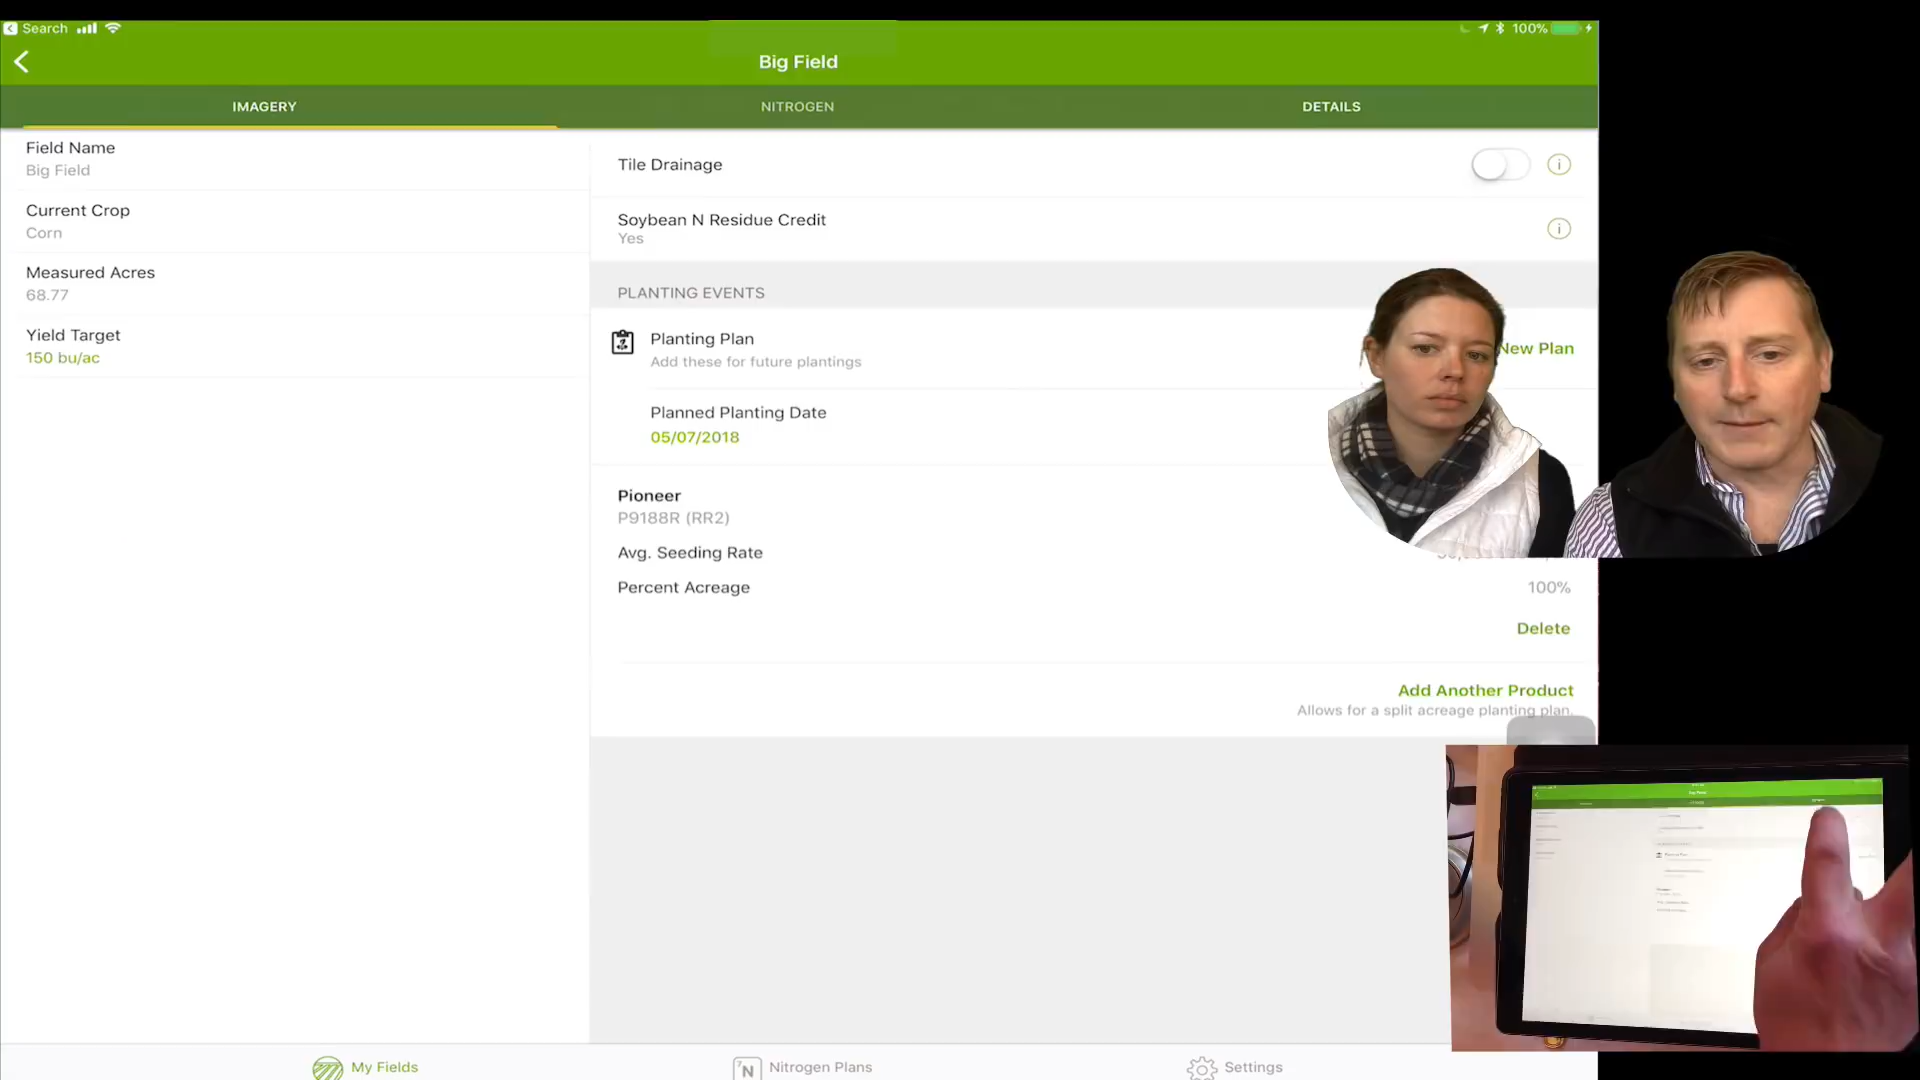 Search
100%
Big Field
IMAGERY
NITROGEN
DETAILS
Field Name
Big Field
Current Crop
Corn
Measured Acres
68.77
Yield Target
150 bu/ac
Tile Drainage
Soybean N Residue Credit
Yes
PLANTING EVENTS
Planting Plan
Add these for future plantings
New Plan
Planned Planting Date
05/07/2018
Pioneer
P9188R (RR2)
Avg. Seeding Rate
Percent Acreage
100%
Delete
Add Another Product
Allows for a split acreage planting plan.
My Fields
N
Nitrogen Plans
Settings